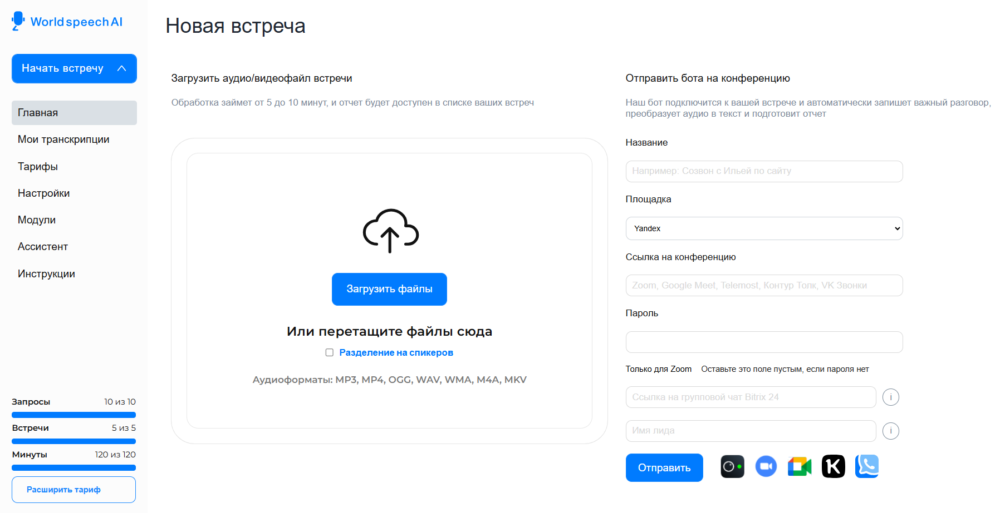 World speech AI
Начать встречу
Главная
Мои транскрипции
Тарифы
Настройки
Модули
Ассистент
Инструкции
Запросы 10 из 10
Встречи 5 из 5
Минуты 120 из 120
Расширить тариф
Новая встреча
Загрузить аудио/видеофайл встречи
Обработка займет от 5 до 10 минут, и отчет будет доступен в списке ваших встреч
Загрузить файлы
Или перетащите файлы сюда
Разделение на спикеров
Аудиоформаты: MP3, MP4, OGG, WAV, WMA, M4A, MKV
Отправить бота на конференцию
Наш бот подключится к вашей встрече и автоматически запишет важный разговор,
преобразует аудио в текст и подготовит отчет
Название
Например: Созвон с Ильей по сайту
Площадка
Yandex
Ссылка на конференцию
Zoom, Google Meet, Telemost, Контур Толк, VK Звонки
Пароль
Только для Zoom Оставьте это поле пустым, если пароля нет
Ссылка на групповой чат Bitrix 24
i
Имя лида
i
Отправить
K